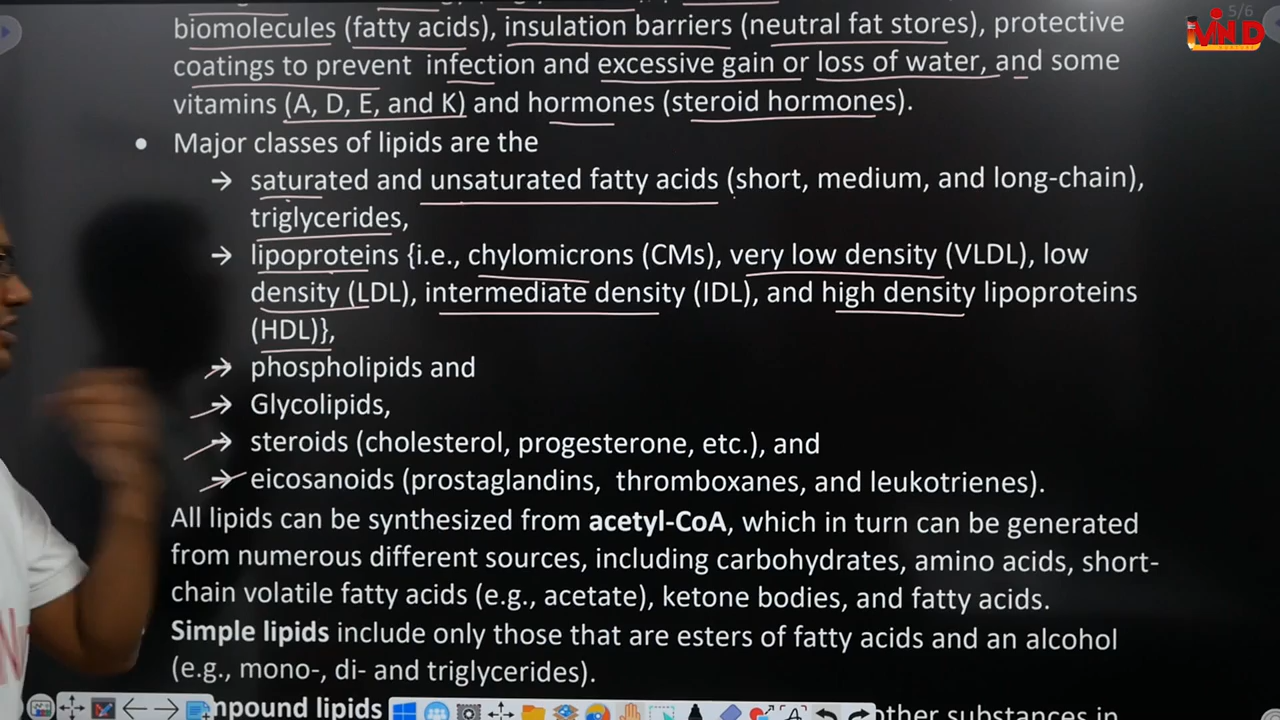 5/6
biomolecules (fatty acids), insulation barriers (neutral fat stores), protective
coatings to prevent infection and excessive gain or loss of water, and some
vitamins (A, D, E, and K) and hormones (steroid hormones).
• Major classes of lipids are the
→ saturated and unsaturated fatty acids (short, medium, and long-chain),
triglycerides,
→ lipoproteins {i.e., chylomicrons (CMs), very low density (VLDL), low
density (LDL), intermediate density (IDL), and high density lipoproteins
(HDL)},
→ phospholipids and
→ Glycolipids,
→ steroids (cholesterol, progesterone, etc.), and
→ eicosanoids (prostaglandins, thromboxanes, and leukotrienes).
All lipids can be synthesized from acetyl-CoA, which in turn can be generated
from numerous different sources, including carbohydrates, amino acids, short-
chain volatile fatty acids (e.g., acetate), ketone bodies, and fatty acids.
Simple lipids include only those that are esters of fatty acids and an alcohol
(e.g., mono-, di- and triglycerides).
lipids other substances in